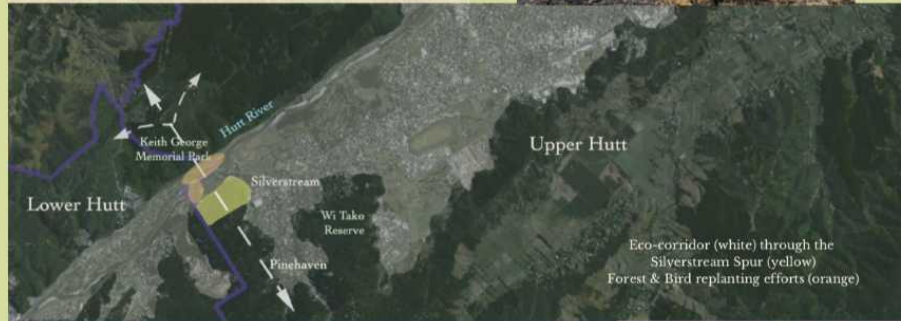 Hutt River
Keith George
Memorial Park
Upper Hutt
Silverstream
Lower Hutt
Wi Tako
Reserve
Pinehaven
Eco-corridor (white) through the
Silverstream Spur (yellow)
Forest & Bird replanting efforts (orange)